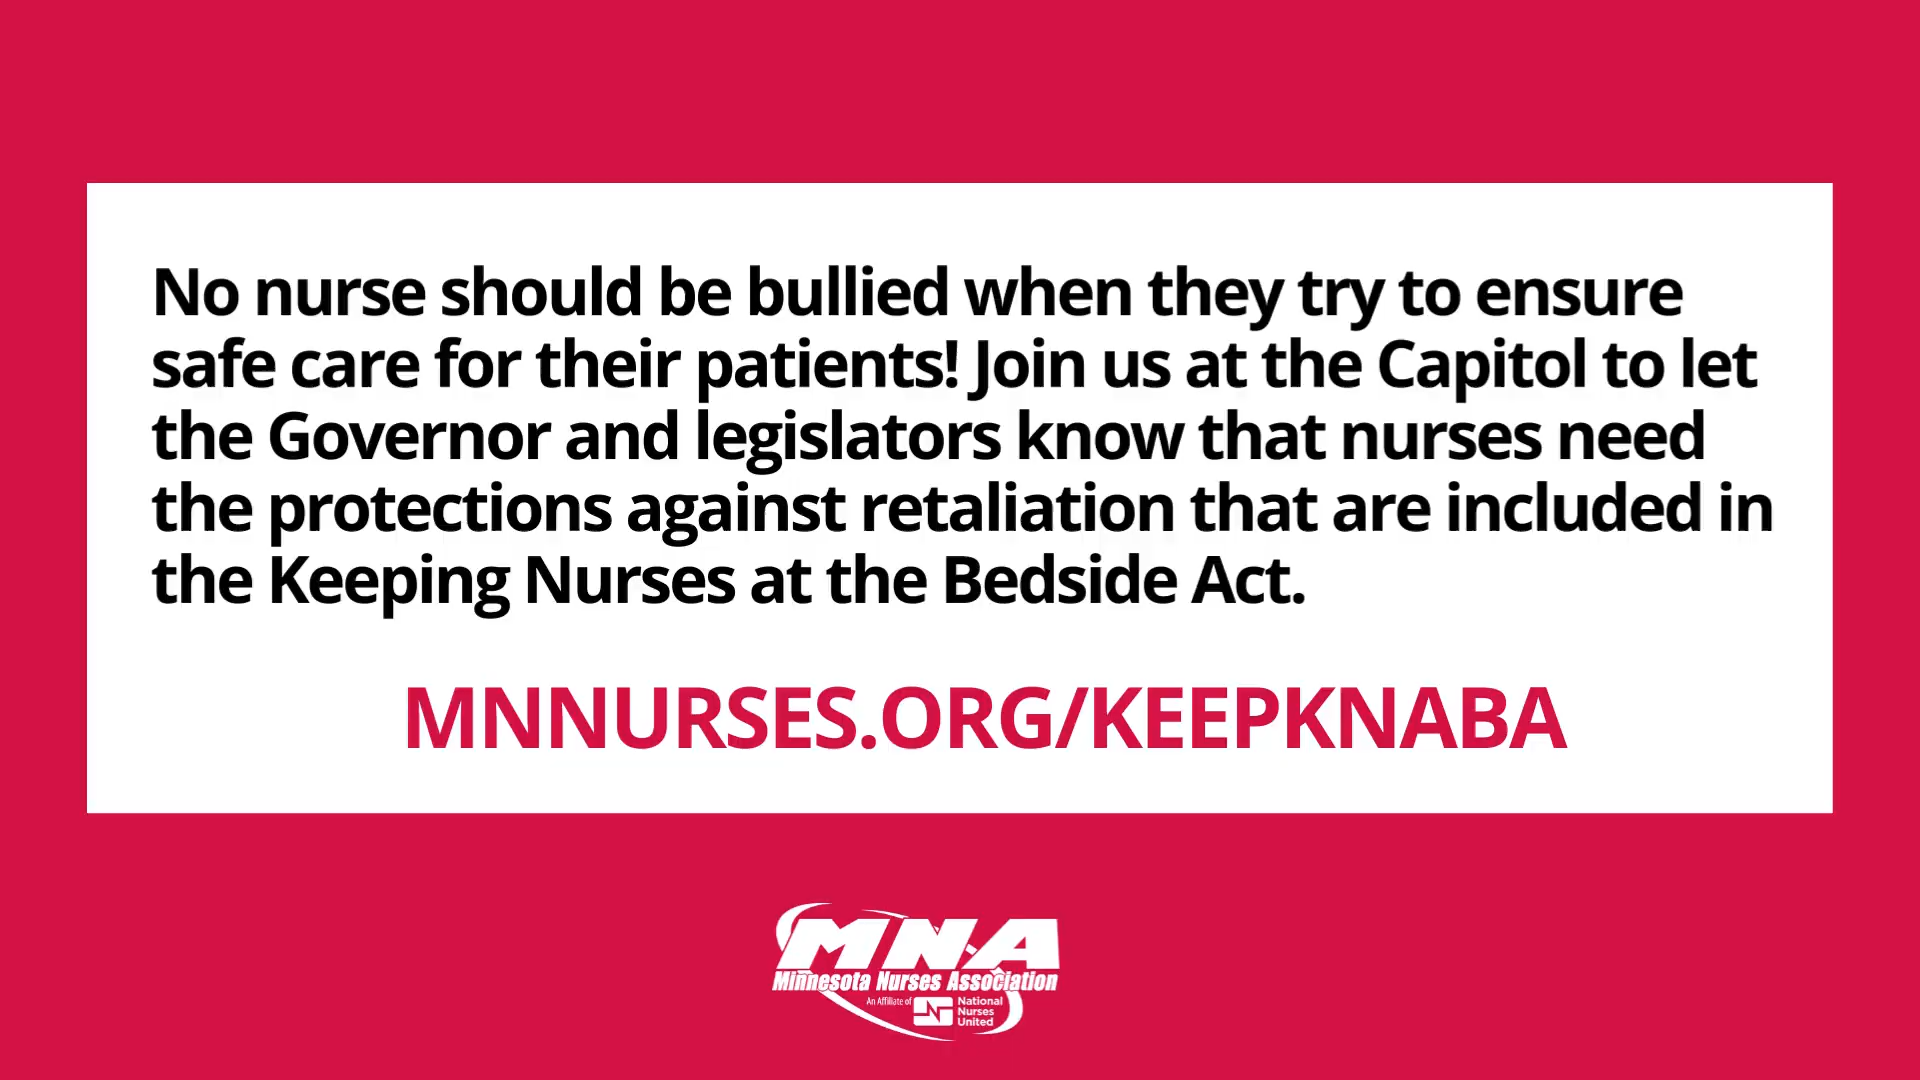 No nurse should be bullied when they try to ensure
safe care for their patients! Join us at the Capitol to let
the Governor and legislators know that nurses need
the protections against retaliation that are included in
the Keeping Nurses at the Bedside Act.
MNNURSES.ORG/KEEPKNABA
MNA
Minnesota Nurses Association
An Affiliate of
National
Nurses
United